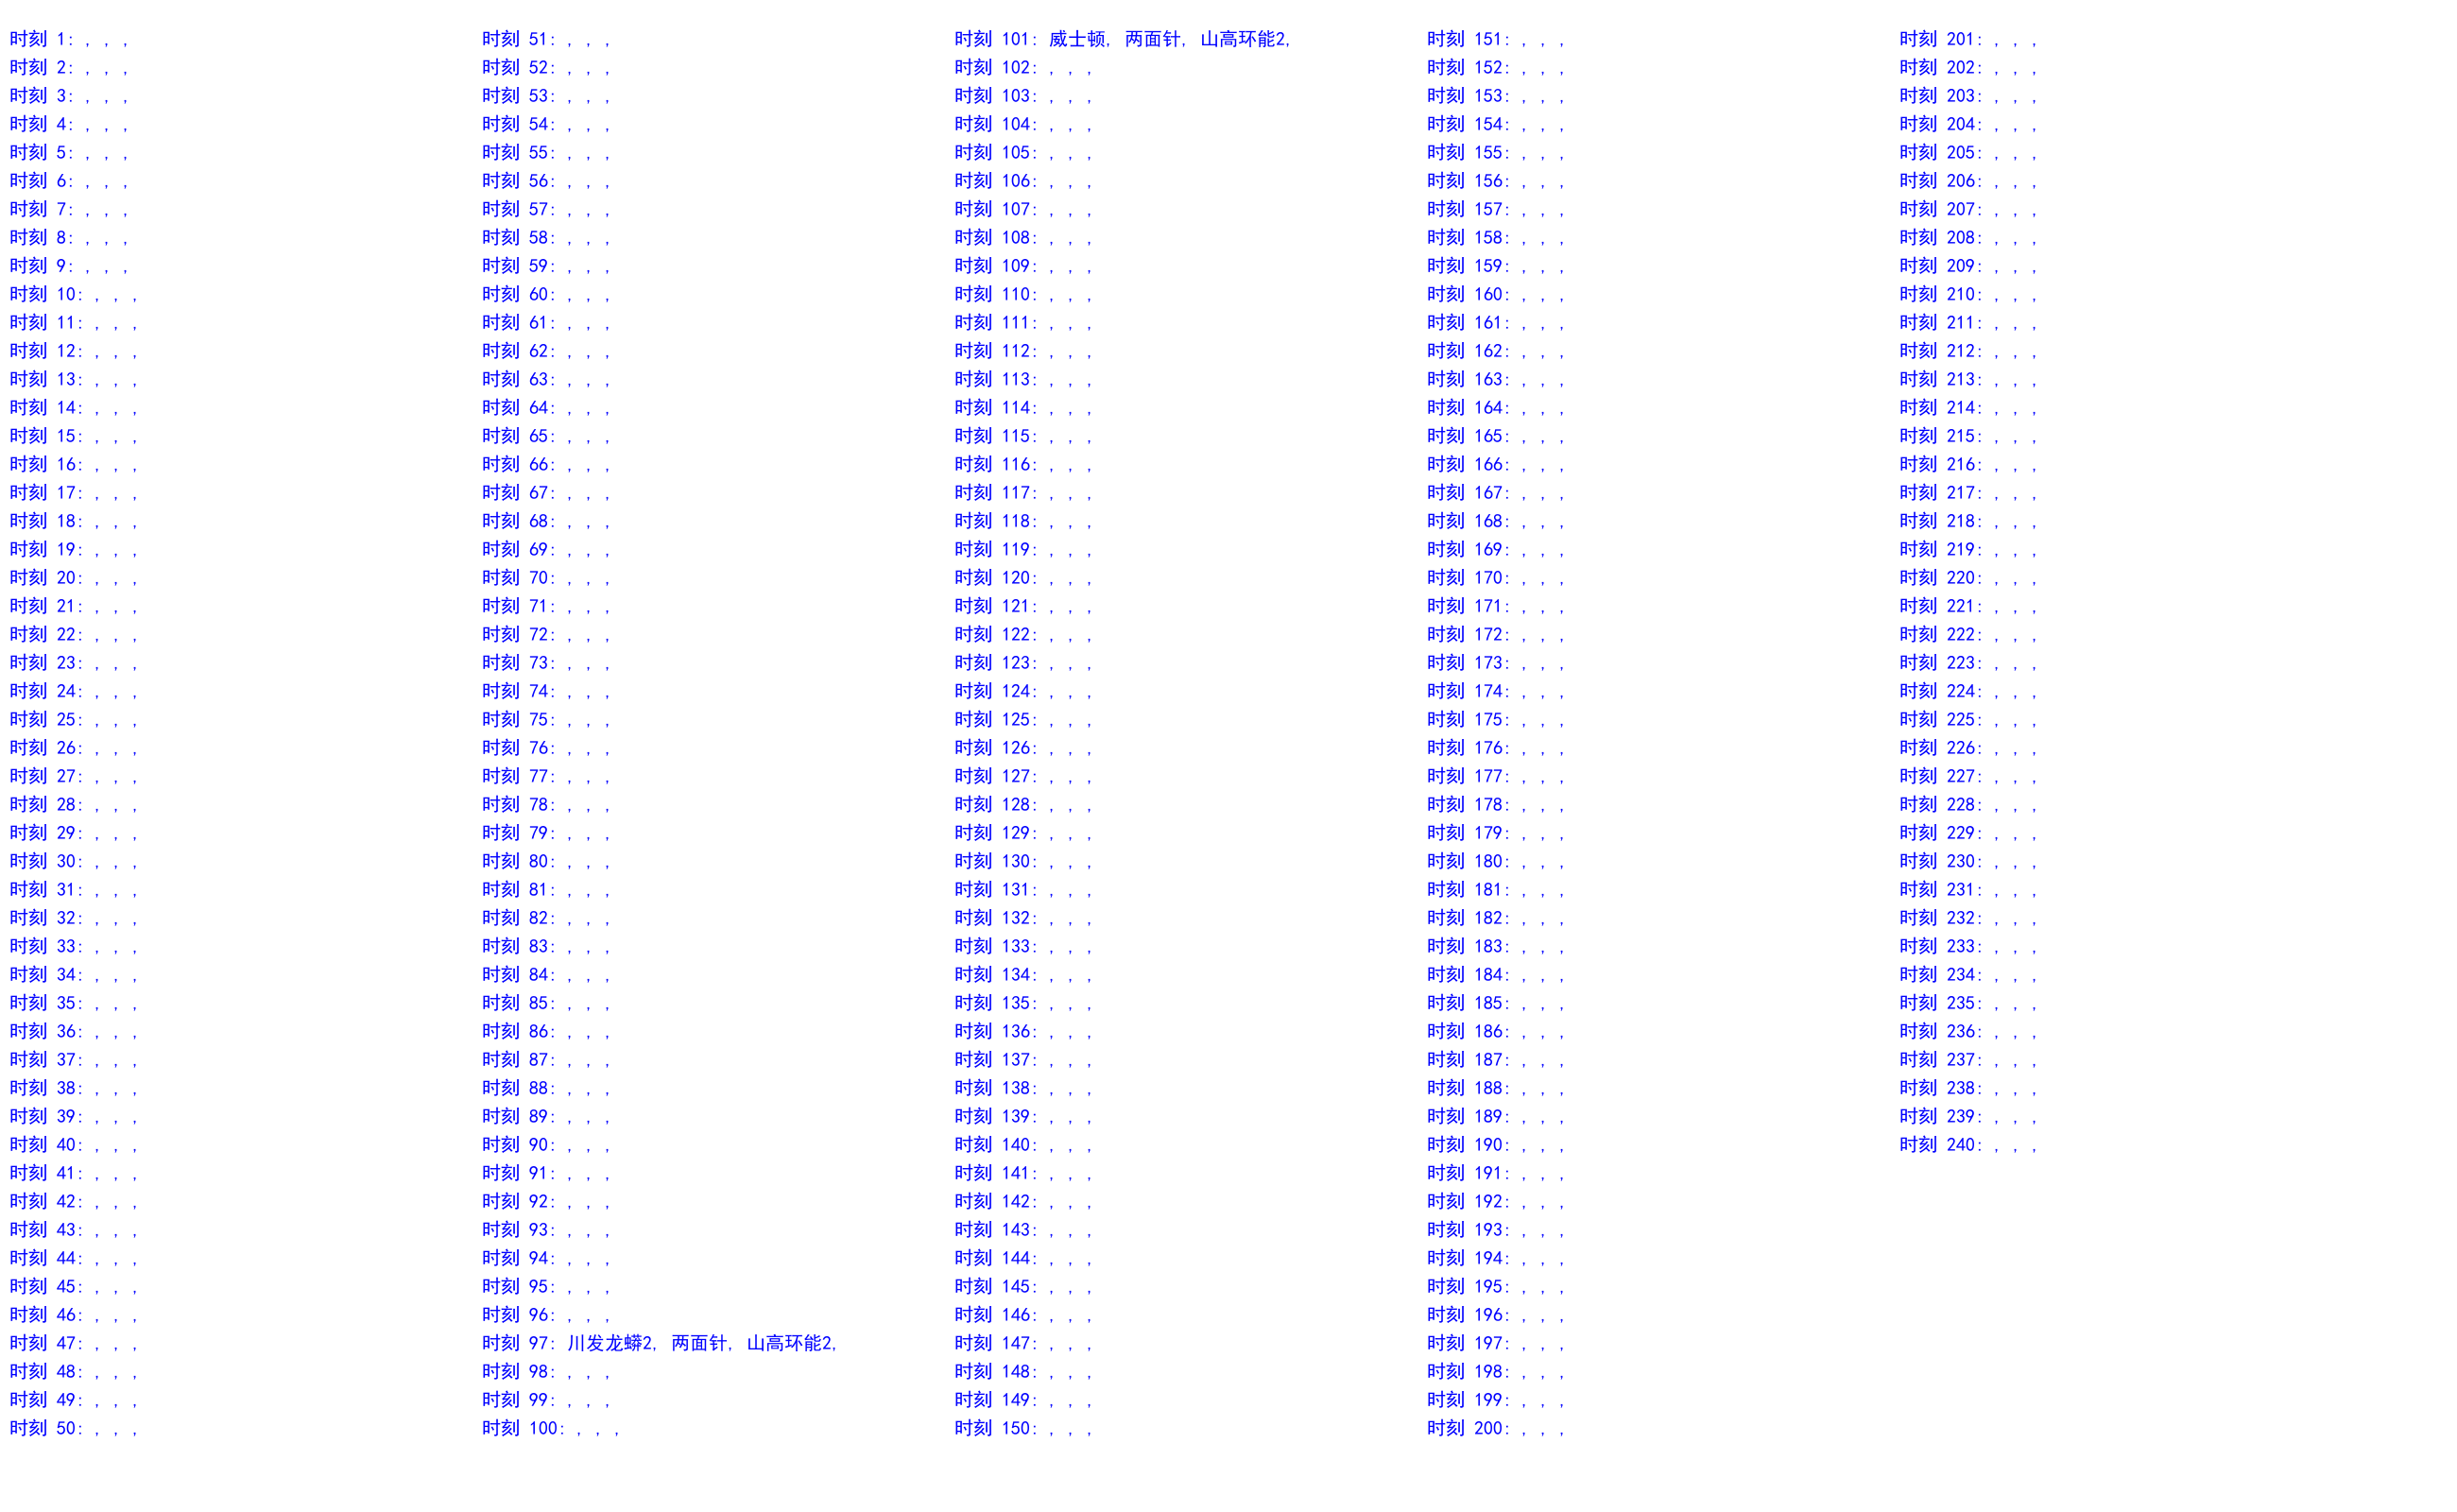 时刻 1: , , ,
时刻 2: , , ,
时刻 3: , , ,
时刻 4: , , ,
时刻 5: , , ,
时刻 6: , , ,
时刻 7: , , ,
时刻 8: , , ,
时刻 9: , , ,
时刻 10: , , ,
时刻 11: , , ,
时刻 12: , , ,
时刻 13: , , ,
时刻 14: , , ,
时刻 15: , , ,
时刻 16: , , ,
时刻 17: , , ,
时刻 18: , , ,
时刻 19: , , ,
时刻 20: , , ,
时刻 21: , , ,
时刻 22: , , ,
时刻 23: , , ,
时刻 24: , , ,
时刻 25: , , ,
时刻 26: , , ,
时刻 27: , , ,
时刻 28: , , ,
时刻 29: , , ,
时刻 30: , , ,
时刻 31: , , ,
时刻 32: , , ,
时刻 33: , , ,
时刻 34: , , ,
时刻 35: , , ,
时刻 36: , , ,
时刻 37: , , ,
时刻 38: , , ,
时刻 39: , , ,
时刻 40: , , ,
时刻 41: , , ,
时刻 42: , , ,
时刻 43: , , ,
时刻 44: , , ,
时刻 45: , , ,
时刻 46: , , ,
时刻 47: , , ,
时刻 48: , , ,
时刻 49: , , ,
时刻 50: , , ,
时刻 51: , , ,
时刻 52: , , ,
时刻 53: , , ,
时刻 54: , , ,
时刻 55: , , ,
时刻 56: , , ,
时刻 57: , , ,
时刻 58: , , ,
时刻 59: , , ,
时刻 60: , , ,
时刻 61: , , ,
时刻 62: , , ,
时刻 63: , , ,
时刻 64: , , ,
时刻 65: , , ,
时刻 66: , , ,
时刻 67: , , ,
时刻 68: , , ,
时刻 69: , , ,
时刻 70: , , ,
时刻 71: , , ,
时刻 72: , , ,
时刻 73: , , ,
时刻 74: , , ,
时刻 75: , , ,
时刻 76: , , ,
时刻 77: , , ,
时刻 78: , , ,
时刻 79: , , ,
时刻 80: , , ,
时刻 81: , , ,
时刻 82: , , ,
时刻 83: , , ,
时刻 84: , , ,
时刻 85: , , ,
时刻 86: , , ,
时刻 87: , , ,
时刻 88: , , ,
时刻 89: , , ,
时刻 90: , , ,
时刻 91: , , ,
时刻 92: , , ,
时刻 93: , , ,
时刻 94: , , ,
时刻 95: , , ,
时刻 96: , , ,
时刻 97: 川发龙蟒2, 两面针, 山高环能2,
时刻 98: , , ,
时刻 99: , , ,
时刻 100: , , ,
时刻 101: 威士顿, 两面针, 山高环能2,
时刻 102: , , ,
时刻 103: , , ,
时刻 104: , , ,
时刻 105: , , ,
时刻 106: , , ,
时刻 107: , , ,
时刻 108: , , ,
时刻 109: , , ,
时刻 110: , , ,
时刻 111: , , ,
时刻 112: , , ,
时刻 113: , , ,
时刻 114: , , ,
时刻 115: , , ,
时刻 116: , , ,
时刻 117: , , ,
时刻 118: , , ,
时刻 119: , , ,
时刻 120: , , ,
时刻 121: , , ,
时刻 122: , , ,
时刻 123: , , ,
时刻 124: , , ,
时刻 125: , , ,
时刻 126: , , ,
时刻 127: , , ,
时刻 128: , , ,
时刻 129: , , ,
时刻 130: , , ,
时刻 131: , , ,
时刻 132: , , ,
时刻 133: , , ,
时刻 134: , , ,
时刻 135: , , ,
时刻 136: , , ,
时刻 137: , , ,
时刻 138: , , ,
时刻 139: , , ,
时刻 140: , , ,
时刻 141: , , ,
时刻 142: , , ,
时刻 143: , , ,
时刻 144: , , ,
时刻 145: , , ,
时刻 146: , , ,
时刻 147: , , ,
时刻 148: , , ,
时刻 149: , , ,
时刻 150: , , ,
时刻 151: , , ,
时刻 152: , , ,
时刻 153: , , ,
时刻 154: , , ,
时刻 155: , , ,
时刻 156: , , ,
时刻 157: , , ,
时刻 158: , , ,
时刻 159: , , ,
时刻 160: , , ,
时刻 161: , , ,
时刻 162: , , ,
时刻 163: , , ,
时刻 164: , , ,
时刻 165: , , ,
时刻 166: , , ,
时刻 167: , , ,
时刻 168: , , ,
时刻 169: , , ,
时刻 170: , , ,
时刻 171: , , ,
时刻 172: , , ,
时刻 173: , , ,
时刻 174: , , ,
时刻 175: , , ,
时刻 176: , , ,
时刻 177: , , ,
时刻 178: , , ,
时刻 179: , , ,
时刻 180: , , ,
时刻 181: , , ,
时刻 182: , , ,
时刻 183: , , ,
时刻 184: , , ,
时刻 185: , , ,
时刻 186: , , ,
时刻 187: , , ,
时刻 188: , , ,
时刻 189: , , ,
时刻 190: , , ,
时刻 191: , , ,
时刻 192: , , ,
时刻 193: , , ,
时刻 194: , , ,
时刻 195: , , ,
时刻 196: , , ,
时刻 197: , , ,
时刻 198: , , ,
时刻 199: , , ,
时刻 200: , , ,
时刻 201: , , ,
时刻 202: , , ,
时刻 203: , , ,
时刻 204: , , ,
时刻 205: , , ,
时刻 206: , , ,
时刻 207: , , ,
时刻 208: , , ,
时刻 209: , , ,
时刻 210: , , ,
时刻 211: , , ,
时刻 212: , , ,
时刻 213: , , ,
时刻 214: , , ,
时刻 215: , , ,
时刻 216: , , ,
时刻 217: , , ,
时刻 218: , , ,
时刻 219: , , ,
时刻 220: , , ,
时刻 221: , , ,
时刻 222: , , ,
时刻 223: , , ,
时刻 224: , , ,
时刻 225: , , ,
时刻 226: , , ,
时刻 227: , , ,
时刻 228: , , ,
时刻 229: , , ,
时刻 230: , , ,
时刻 231: , , ,
时刻 232: , , ,
时刻 233: , , ,
时刻 234: , , ,
时刻 235: , , ,
时刻 236: , , ,
时刻 237: , , ,
时刻 238: , , ,
时刻 239: , , ,
时刻 240: , , ,